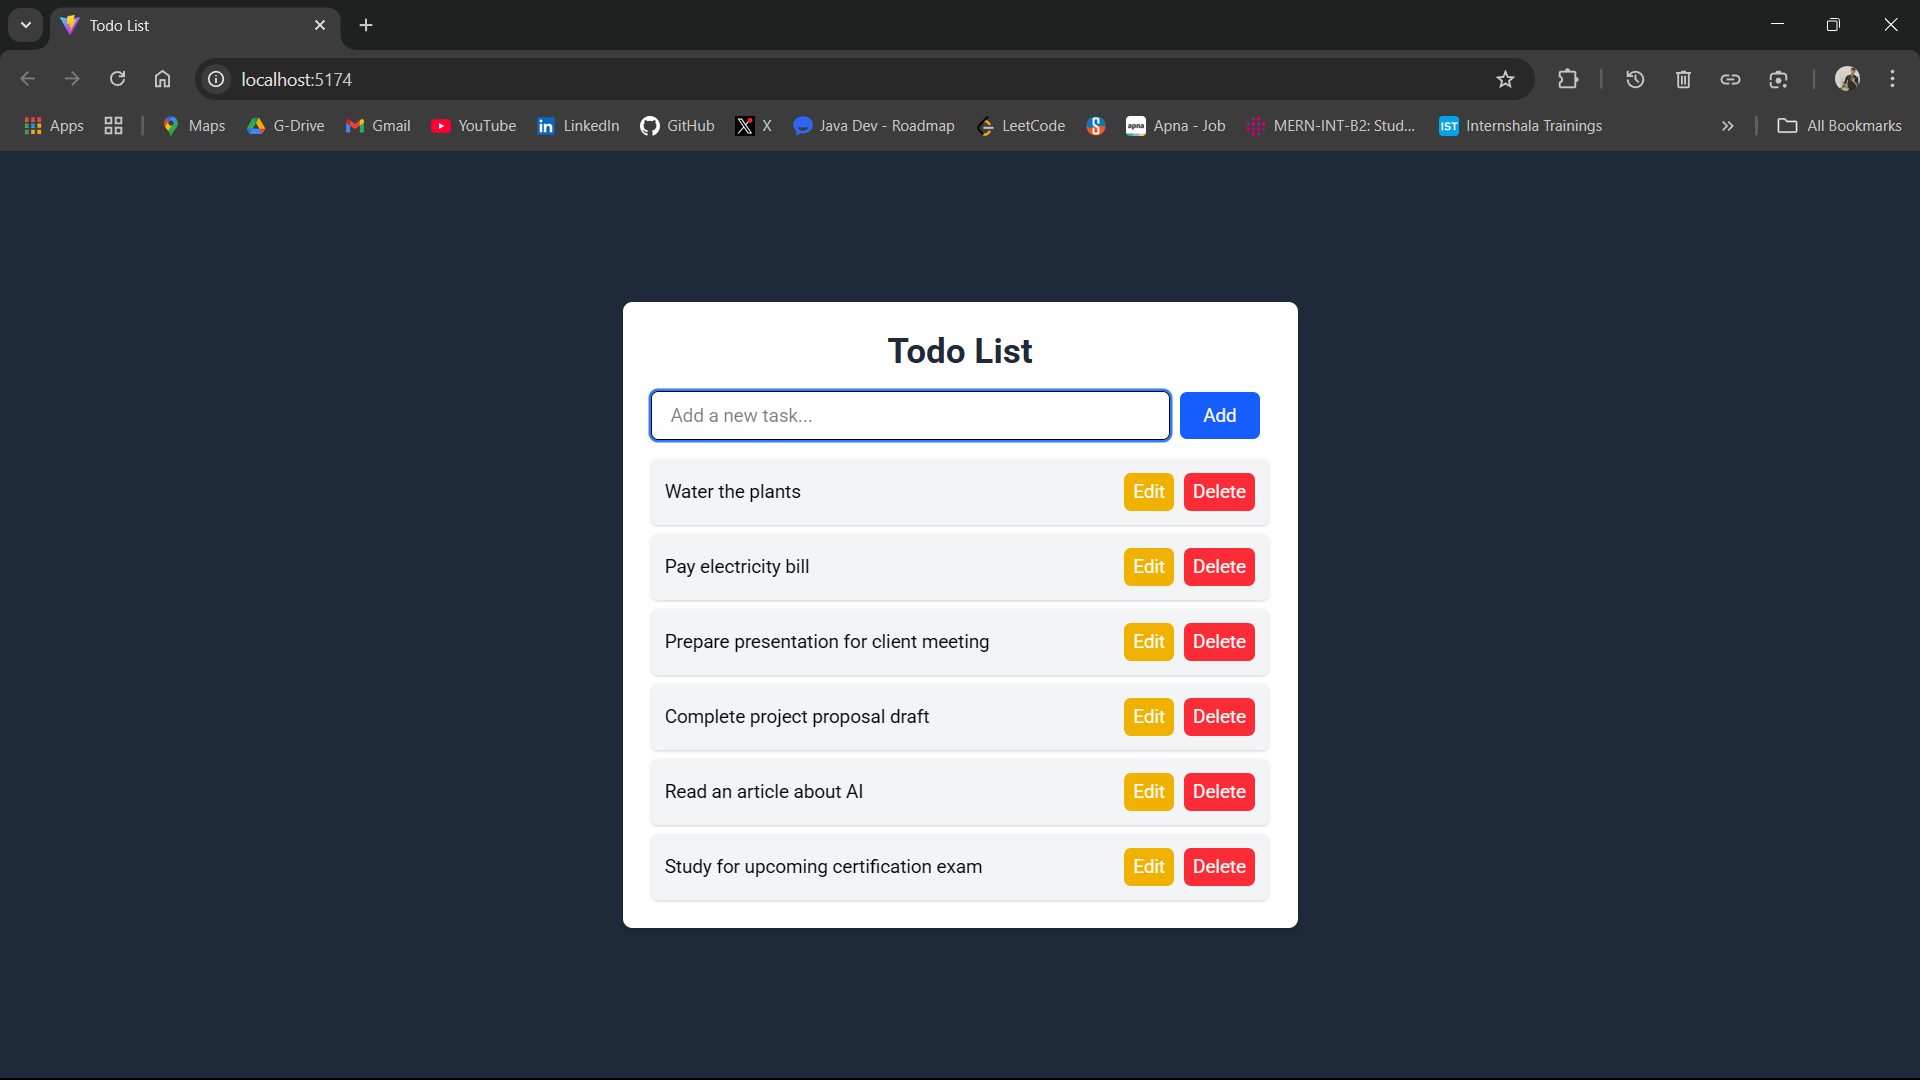 Todo List
localhost:5174
Apps
Maps
G-Drive
Gmail
YouTube
LinkedIn
GitHub
X
Java Dev - Roadmap
LeetCode
apna
Apna - Job
MERN-INT-B2: Stud...
IST
Internshala Trainings
All Bookmarks
Todo List
Add a new task...
Add
Water the plants
Edit
Delete
Pay electricity bill
Edit
Delete
Prepare presentation for client meeting
Edit
Delete
Complete project proposal draft
Edit
Delete
Read an article about AI
Edit
Delete
Study for upcoming certification exam
Edit
Delete